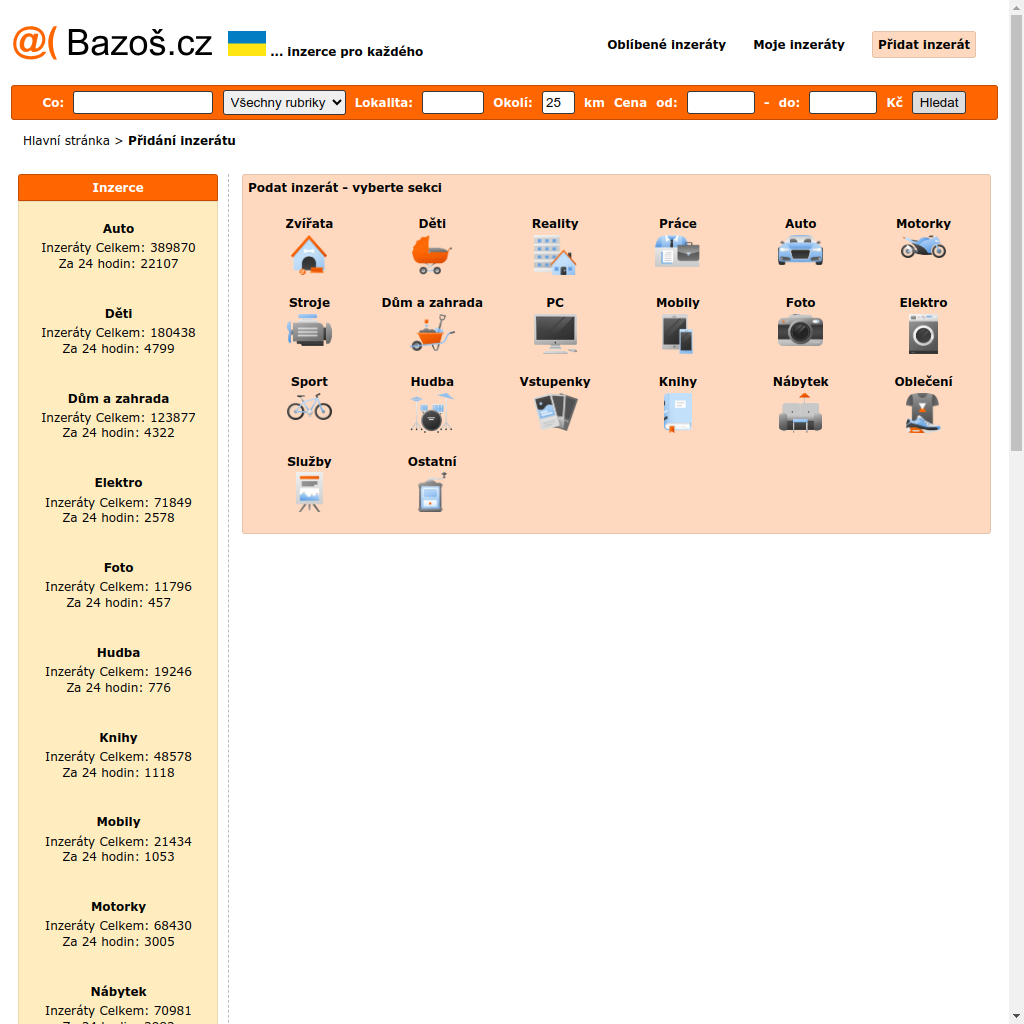 @( Bazoš.cz ... inzerce pro každého Oblíbené inzeráty Moje inzeráty Přidat inzerát
Co: Všechny rubriky Lokalita: Okolí: 25 km Cena od: - do: Kč Hledat
Hlavní stránka > Přidání inzerátu
Inzerce
Auto
Inzeráty Celkem: 389870
Za 24 hodin: 22107
Děti
Inzeráty Celkem: 180438
Za 24 hodin: 4799
Dům a zahrada
Inzeráty Celkem: 123877
Za 24 hodin: 4322
Elektro
Inzeráty Celkem: 71849
Za 24 hodin: 2578
Foto
Inzeráty Celkem: 11796
Za 24 hodin: 457
Hudba
Inzeráty Celkem: 19246
Za 24 hodin: 776
Knihy
Inzeráty Celkem: 48578
Za 24 hodin: 1118
Mobily
Inzeráty Celkem: 21434
Za 24 hodin: 1053
Motorky
Inzeráty Celkem: 68430
Za 24 hodin: 3005
Nábytek
Inzeráty Celkem: 70981
Podat inzerát - vyberte sekci
Zvířata Děti Reality Práce Auto Motorky
Stroje Dům a zahrada PC Mobily Foto Elektro
Sport Hudba Vstupenky Knihy Nábytek Oblečení
Služby Ostatní